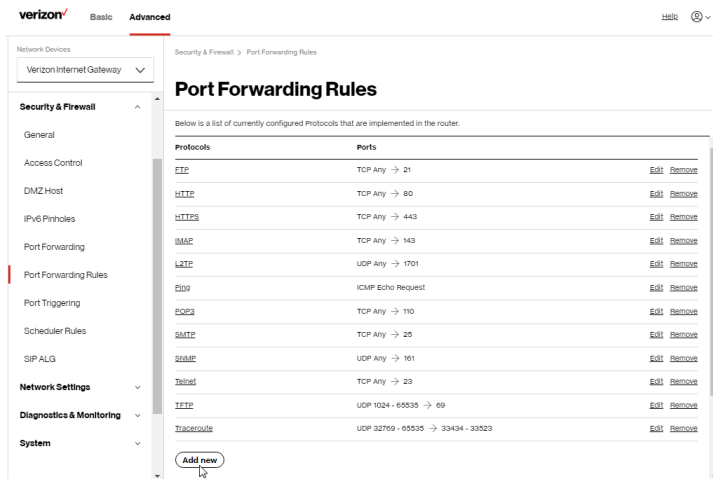 verizon✓ Basic Advanced Help
Network Devices
Verizon Internet Gateway
Security & Firewall
General
Access Control
DMZ Host
IPv6 Pinholes
Port Forwarding
Port Forwarding Rules
Port Triggering
Scheduler Rules
SIP ALG
Network Settings
Diagnostics & Monitoring
System
Security & Firewall > Port Forwarding Rules
Port Forwarding Rules
Below is a list of currently configured Protocols that are implemented in the router.
Protocols Ports
FTP TCP Any → 21 Edit Remove
HTTP TCP Any → 80 Edit Remove
HTTPS TCP Any → 443 Edit Remove
IMAP TCP Any → 143 Edit Remove
L2TP UDP Any → 1701 Edit Remove
Ping ICMP Echo Request Edit Remove
POP3 TCP Any → 110 Edit Remove
SMTP TCP Any → 25 Edit Remove
SNMP UDP Any → 161 Edit Remove
Telnet TCP Any → 23 Edit Remove
TFTP UDP 1024 - 65535 → 69 Edit Remove
Traceroute UDP 32769 - 65535 → 33434 - 33523 Edit Remove
Add new